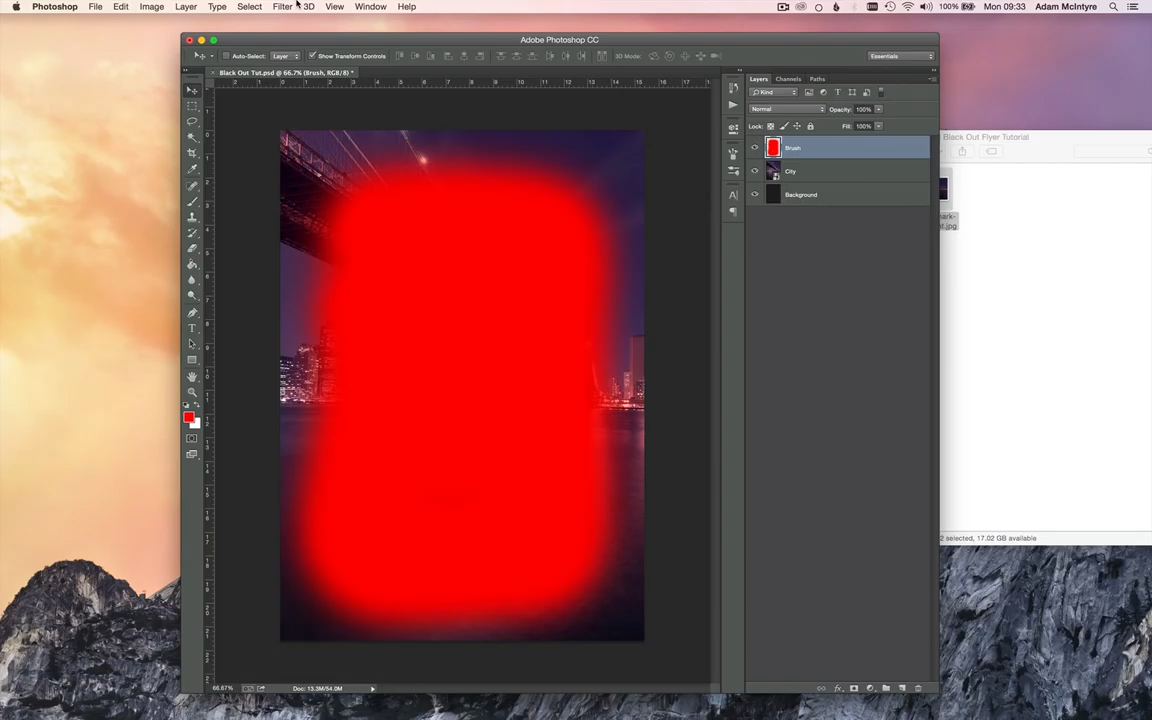 Photoshop File Edit Image Layer Type Select Filter 3D View Window Help 100% Mon 09:33 Adam McIntyre
Adobe Photoshop CC
Auto-Select: Layer Show Transform Controls 3D Mode: Essentials
Black Out Tut.psd @ 66.7% (Brush, RGB/8) *
Layers Channels Paths
Kind
Normal Opacity: 100%
Lock: Fill: 100%
Brush
City
Background
Black Out Flyer Tutorial
2 selected, 17.02 GB available
66.67% Doc: 13.3M/54.0M